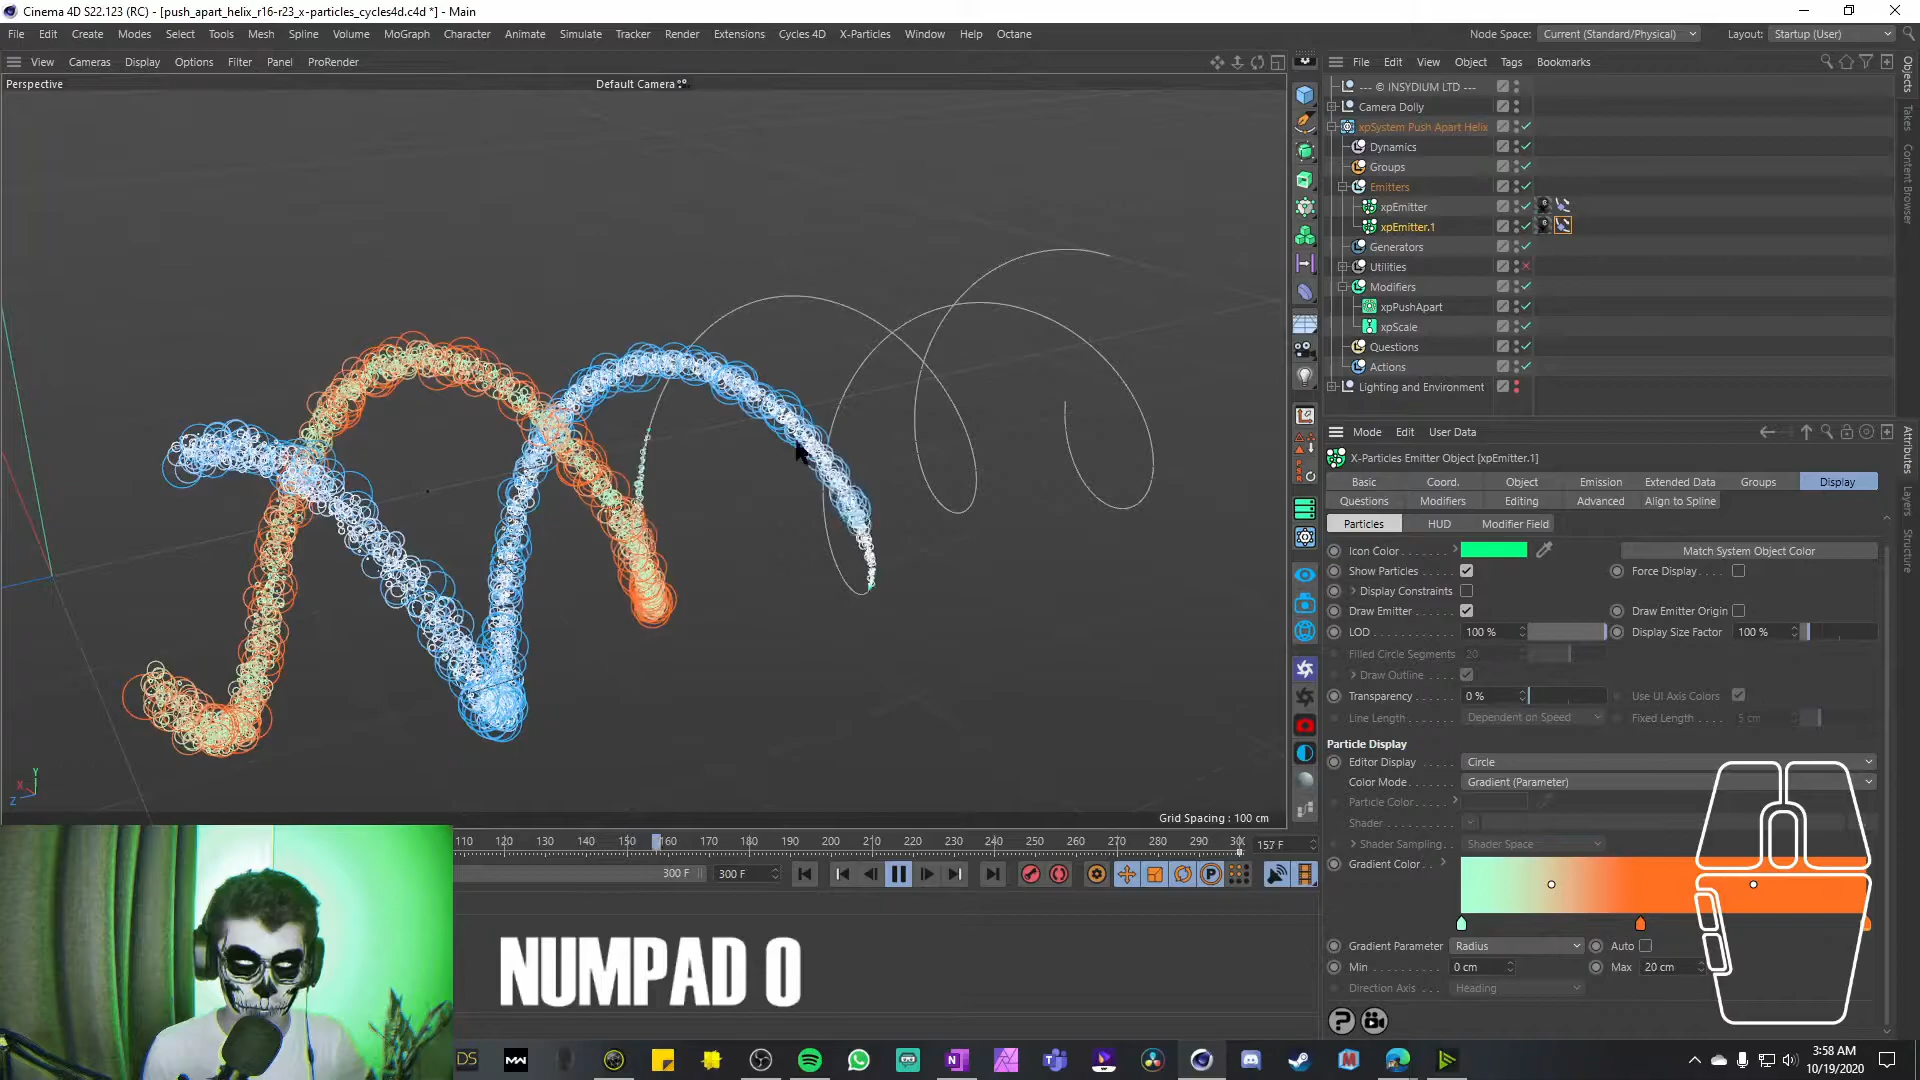 Cinema 4D S22.123 (RC) - [push_apart_helix_r16-r23_x-particles_cycles4d.c4d *] - Main
File Edit Create Modes Select Tools Mesh Spline Volume MoGraph Character Animate Simulate Tracker Render Extensions Cycles 4D X-Particles Window Help Octane
Node Space: Current (Standard/Physical) Layout: Startup (User)
View Cameras Display Options Filter Panel ProRender
File Edit View Object Tags Bookmarks
Perspective
Default Camera
--- © INSYDIUM LTD ---
Camera Dolly
xpSystem Push Apart Helix
Dynamics
Groups
Emitters
xpEmitter
xpEmitter.1
Generators
Utilities
Modifiers
xpPushApart
xpScale
Questions
Actions
Lighting and Environment
Objects
Takes
Content Browser
Mode Edit User Data
X-Particles Emitter Object [xpEmitter.1]
Basic Coord. Object Emission Extended Data Groups Display
Questions Modifiers Editing Advanced Align to Spline
Particles HUD Modifier Field
Icon Color Match System Object Color
Show Particles Force Display
Display Constraints
Draw Emitter Draw Emitter Origin
LOD 100 % Display Size Factor 100 %
Filled Circle Segments 20
Draw Outline
Transparency 0 % Use UI Axis Colors
Line Length Dependent on Speed Fixed Length 5 cm
Particle Display
Editor Display Circle
Color Mode Gradient (Parameter)
Particle Color
Shader
Shader Sampling Shader Space
Gradient Color
Gradient Parameter Radius Auto
Min 0 cm Max 20 cm
Direction Axis Heading
Attributes
Layers
Structure
Y
X
Z
Grid Spacing : 100 cm
110 120 130 140 150 160 170 180 190 200 210 220 230 240 250 260 270 280 290 300 157 F
300 F 300 F
P
NUMPAD 0
DS
3:58 AM
10/19/2020